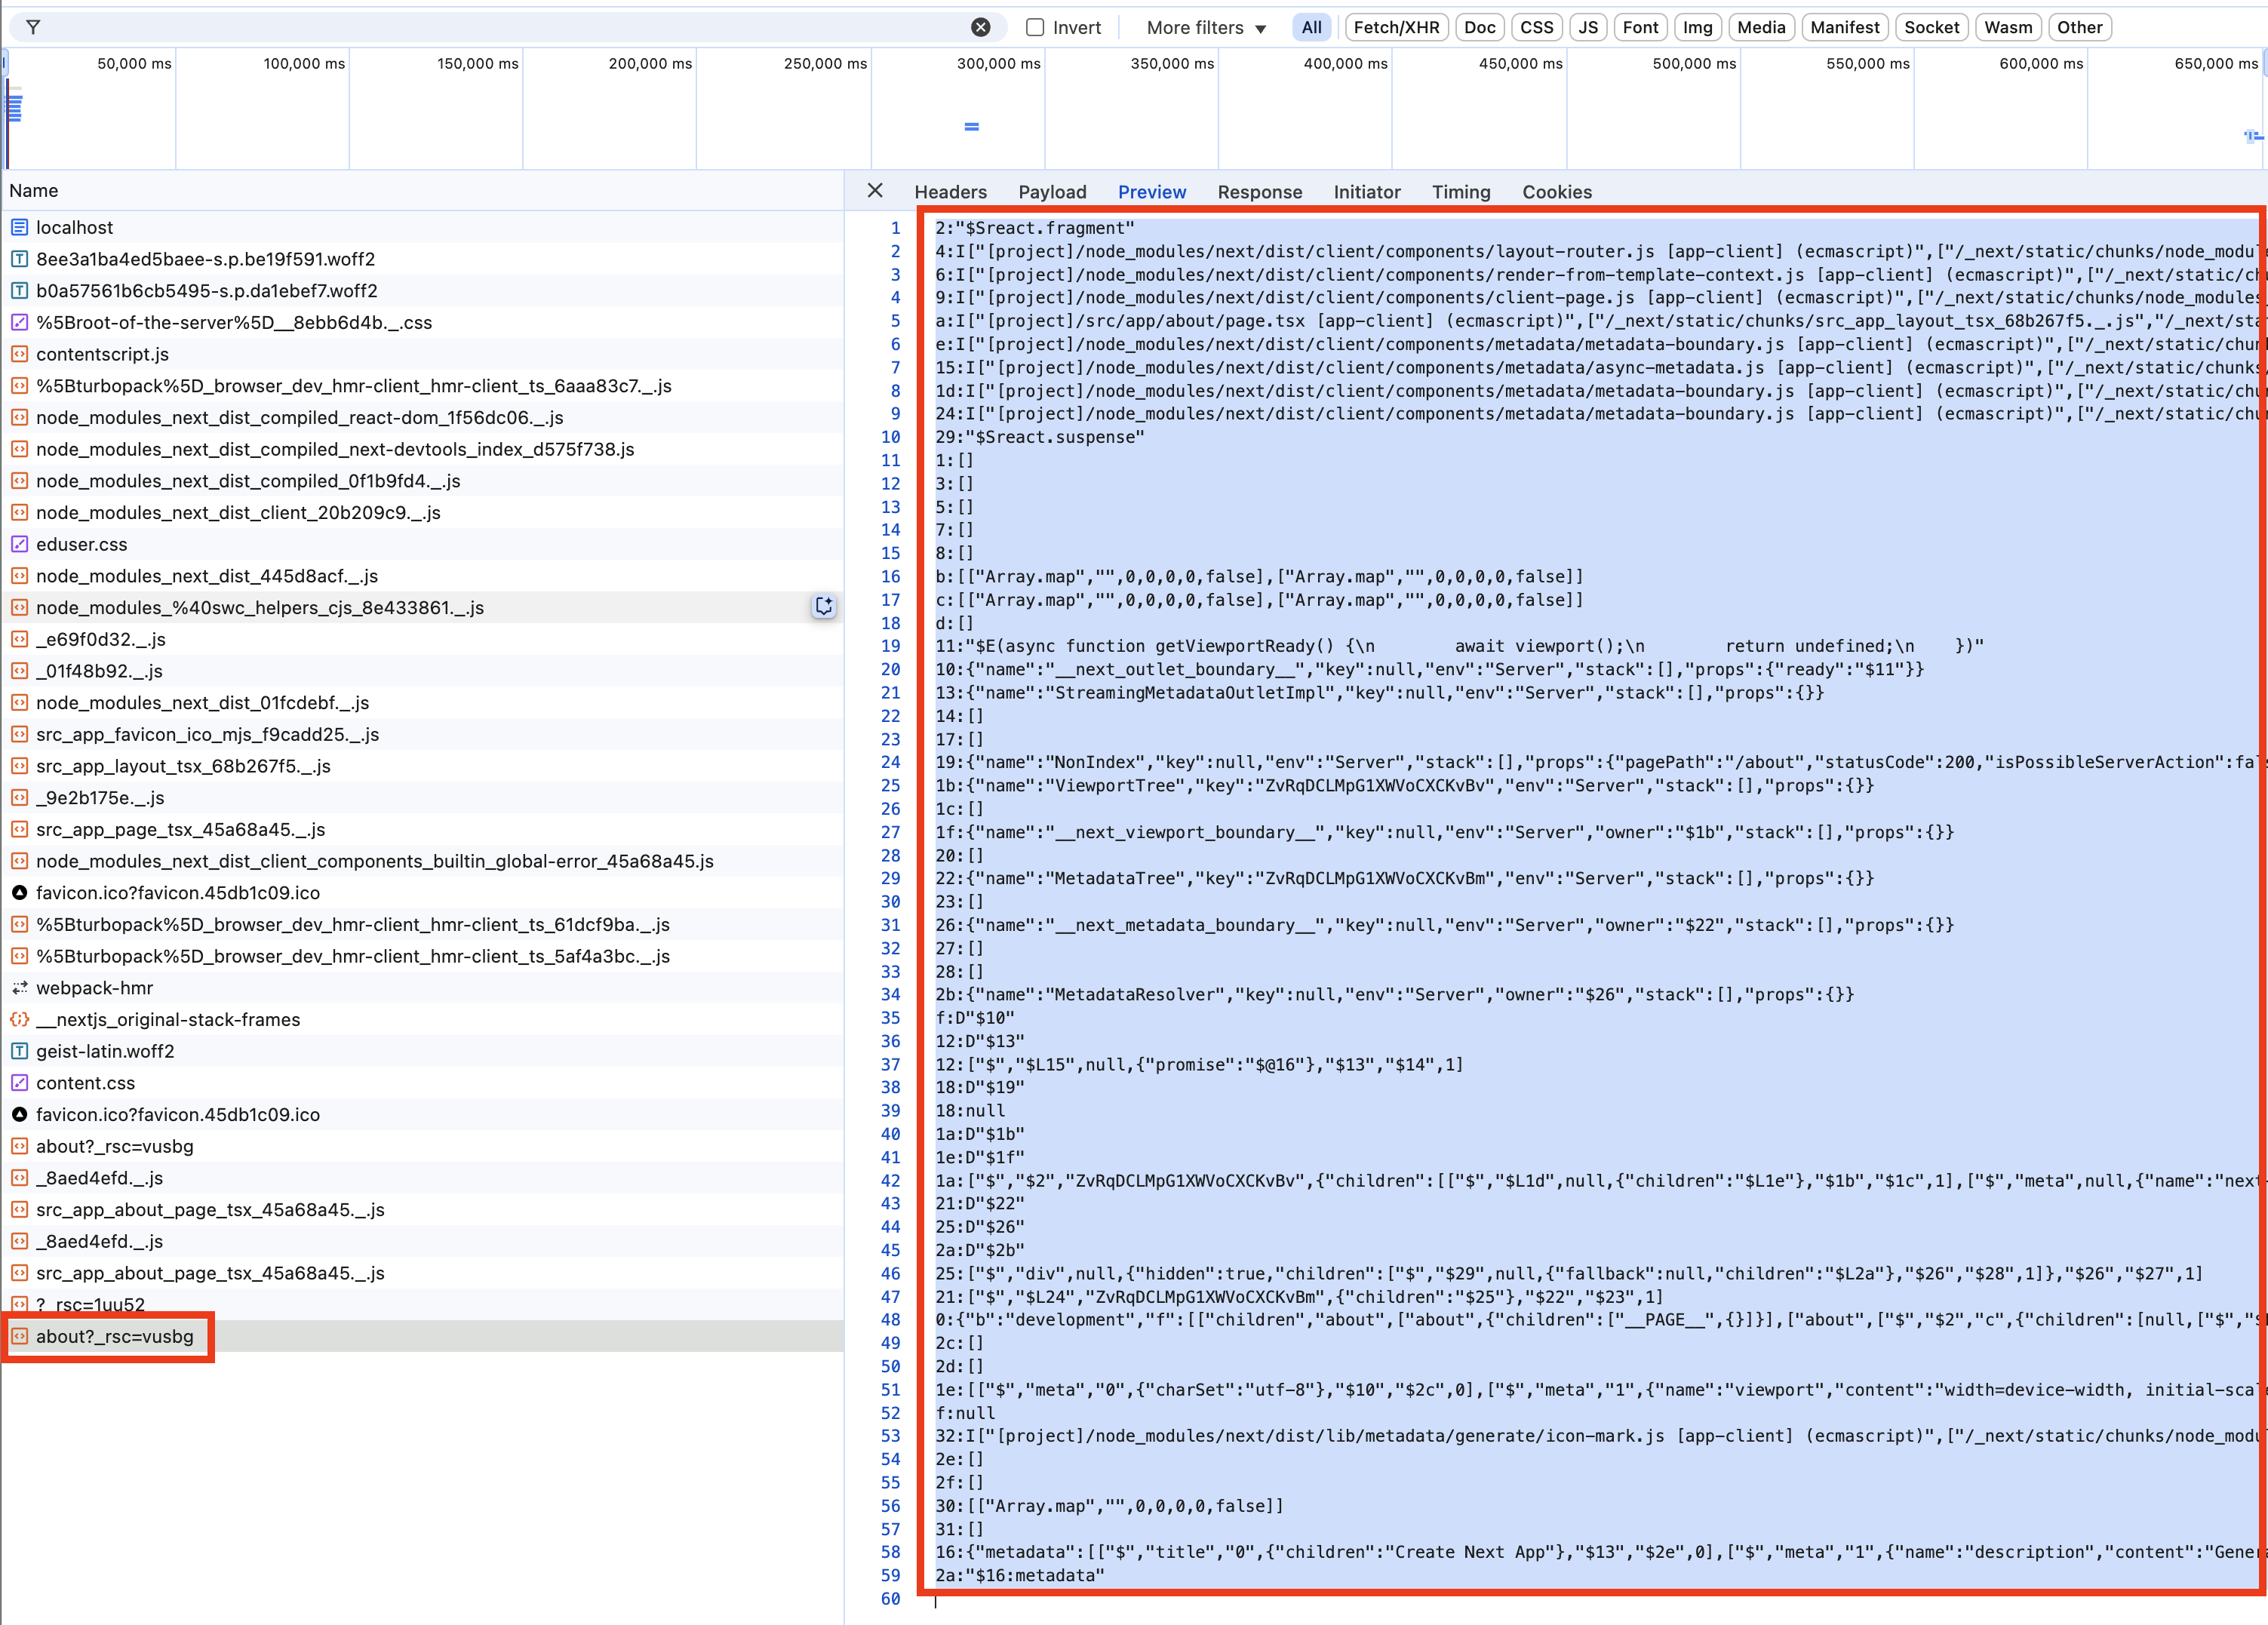 Invert More filters All Fetch/XHR Doc CSS JS Font Img Media Manifest Socket Wasm Other
50,000 ms 100,000 ms 150,000 ms 200,000 ms 250,000 ms 300,000 ms 350,000 ms 400,000 ms 450,000 ms 500,000 ms 550,000 ms 600,000 ms 650,000 ms
Name
localhost
8ee3a1ba4ed5baee-s.p.be19f591.woff2
b0a57561b6cb5495-s.p.da1ebef7.woff2
%5Broot-of-the-server%5D__8ebb6d4b._.css
contentscript.js
%5Bturbopack%5D_browser_dev_hmr-client_hmr-client_ts_6aaa83c7._.js
node_modules_next_dist_compiled_react-dom_1f56dc06._.js
node_modules_next_dist_compiled_next-devtools_index_d575f738.js
node_modules_next_dist_compiled_0f1b9fd4._.js
node_modules_next_dist_client_20b209c9._.js
eduser.css
node_modules_next_dist_445d8acf._.js
node_modules_%40swc_helpers_cjs_8e433861._.js
_e69f0d32._.js
_01f48b92._.js
node_modules_next_dist_01fcdebf._.js
src_app_favicon_ico_mjs_f9cadd25._.js
src_app_layout_tsx_68b267f5._.js
_9e2b175e._.js
src_app_page_tsx_45a68a45._.js
node_modules_next_dist_client_components_builtin_global-error_45a68a45.js
favicon.ico?favicon.45db1c09.ico
%5Bturbopack%5D_browser_dev_hmr-client_hmr-client_ts_61dcf9ba._.js
%5Bturbopack%5D_browser_dev_hmr-client_hmr-client_ts_5af4a3bc._.js
webpack-hmr
__nextjs_original-stack-frames
geist-latin.woff2
content.css
favicon.ico?favicon.45db1c09.ico
about?_rsc=vusbg
_8aed4efd._.js
src_app_about_page_tsx_45a68a45._.js
_8aed4efd._.js
src_app_about_page_tsx_45a68a45._.js
?_rsc=1uu52
about?_rsc=vusbg
Headers Payload Preview Response Initiator Timing Cookies
1 2:"$Sreact.fragment"
2 4:I["[project]/node_modules/next/dist/client/components/layout-router.js [app-client] (ecmascript)",["/_next/static/chunks/node_module
3 6:I["[project]/node_modules/next/dist/client/components/render-from-template-context.js [app-client] (ecmascript)",["/_next/static/ch
4 9:I["[project]/node_modules/next/dist/client/components/client-page.js [app-client] (ecmascript)",["/_next/static/chunks/node_modules
5 a:I["[project]/src/app/about/page.tsx [app-client] (ecmascript)",["/_next/static/chunks/src_app_layout_tsx_68b267f5._.js","/_next/sta
6 e:I["[project]/node_modules/next/dist/client/components/metadata/metadata-boundary.js [app-client] (ecmascript)",["/_next/static/chun
7 15:I["[project]/node_modules/next/dist/client/components/metadata/async-metadata.js [app-client] (ecmascript)",["/_next/static/chunks
8 1d:I["[project]/node_modules/next/dist/client/components/metadata/metadata-boundary.js [app-client] (ecmascript)",["/_next/static/chu
9 24:I["[project]/node_modules/next/dist/client/components/metadata/metadata-boundary.js [app-client] (ecmascript)",["/_next/static/chu
10 29:"$Sreact.suspense"
11 1:[]
12 3:[]
13 5:[]
14 7:[]
15 8:[]
16 b:[["Array.map","",0,0,0,0,false],["Array.map","",0,0,0,0,false]]
17 c:[["Array.map","",0,0,0,0,false],["Array.map","",0,0,0,0,false]]
18 d:[]
19 11:"$E(async function getViewportReady() {\n        await viewport();\n        return undefined;\n    })"
20 10:{"name":"__next_outlet_boundary__","key":null,"env":"Server","stack":[],"props":{"ready":"$11"}}
21 13:{"name":"StreamingMetadataOutletImpl","key":null,"env":"Server","stack":[],"props":{}}
22 14:[]
23 17:[]
24 19:{"name":"NonIndex","key":null,"env":"Server","stack":[],"props":{"pagePath":"/about","statusCode":200,"isPossibleServerAction":fal
25 1b:{"name":"ViewportTree","key":"ZvRqDCLMpG1XWVoCXCKvBv","env":"Server","stack":[],"props":{}}
26 1c:[]
27 1f:{"name":"__next_viewport_boundary__","key":null,"env":"Server","owner":"$1b","stack":[],"props":{}}
28 20:[]
29 22:{"name":"MetadataTree","key":"ZvRqDCLMpG1XWVoCXCKvBm","env":"Server","stack":[],"props":{}}
30 23:[]
31 26:{"name":"__next_metadata_boundary__","key":null,"env":"Server","owner":"$22","stack":[],"props":{}}
32 27:[]
33 28:[]
34 2b:{"name":"MetadataResolver","key":null,"env":"Server","owner":"$26","stack":[],"props":{}}
35 f:D"$10"
36 12:D"$13"
37 12:["$","$L15",null,{"promise":"$@16"},"$13","$14",1]
38 18:D"$19"
39 18:null
40 1a:D"$1b"
41 1e:D"$1f"
42 1a:["$","$2","ZvRqDCLMpG1XWVoCXCKvBv",{"children":[["$","$L1d",null,{"children":"$L1e"},"$1b","$1c",1],["$","meta",null,{"name":"next
43 21:D"$22"
44 25:D"$26"
45 2a:D"$2b"
46 25:["$","div",null,{"hidden":true,"children":["$","$29",null,{"fallback":null,"children":"$L2a"},"$26","$28",1]},"$26","$27",1]
47 21:["$","$L24","ZvRqDCLMpG1XWVoCXCKvBm",{"children":"$25"},"$22","$23",1]
48 0:{"b":"development","f":[["children","about",["about",{"children":["__PAGE__",{}]}],["about",["$","$2","c",{"children":[null,["$","$
49 2c:[]
50 2d:[]
51 1e:[["$","meta","0",{"charSet":"utf-8"},"$10","$2c",0],["$","meta","1",{"name":"viewport","content":"width=device-width, initial-scal
52 f:null
53 32:I["[project]/node_modules/next/dist/lib/metadata/generate/icon-mark.js [app-client] (ecmascript)",["/_next/static/chunks/node_modu
54 2e:[]
55 2f:[]
56 30:[["Array.map","",0,0,0,0,false]]
57 31:[]
58 16:{"metadata":[["$","title","0",{"children":"Create Next App"},"$13","$2e",0],["$","meta","1",{"name":"description","content":"Gener
59 2a:"$16:metadata"
60